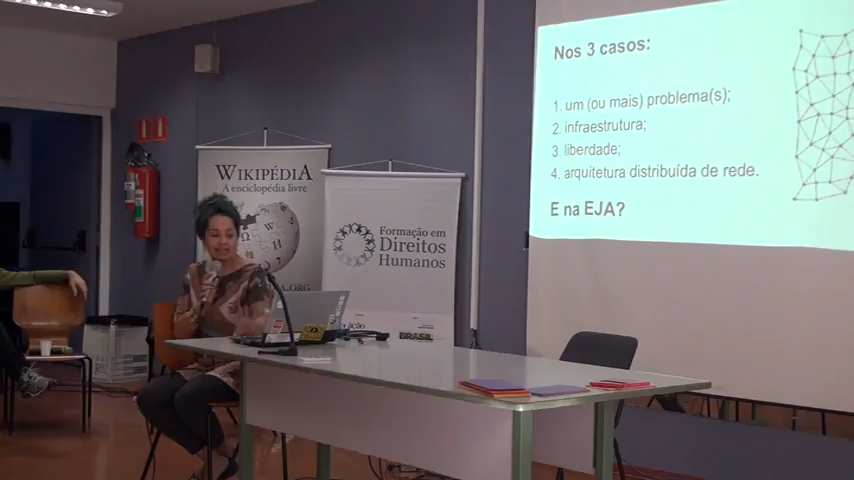 Nos 3 casos:
1. um (ou mais) problema(s);
2. infraestrutura;
3. liberdade;
4. arquitetura distribuída de rede.
E na EJA?
WIKIPÉDIA
A enciclopédia livre
Formação em
Direitos
Humanos
BRASIL